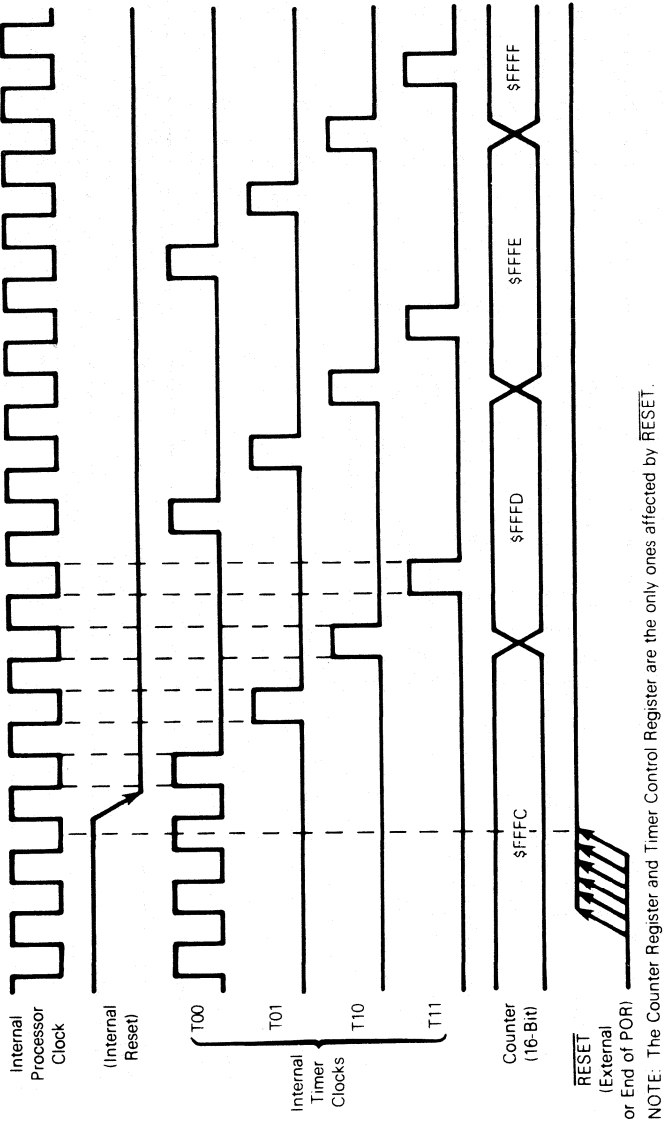 Internal
Processor
Clock
(Internal
Reset)
T00
T01
Internal
Timer
Clocks
T10
T11
Counter
(16-Bit)
$FFFC
$FFFD
$FFFE
$FFFF
RESET
(External
or End of POR)
NOTE: The Counter Register and Timer Control Register are the only ones affected by RESET.